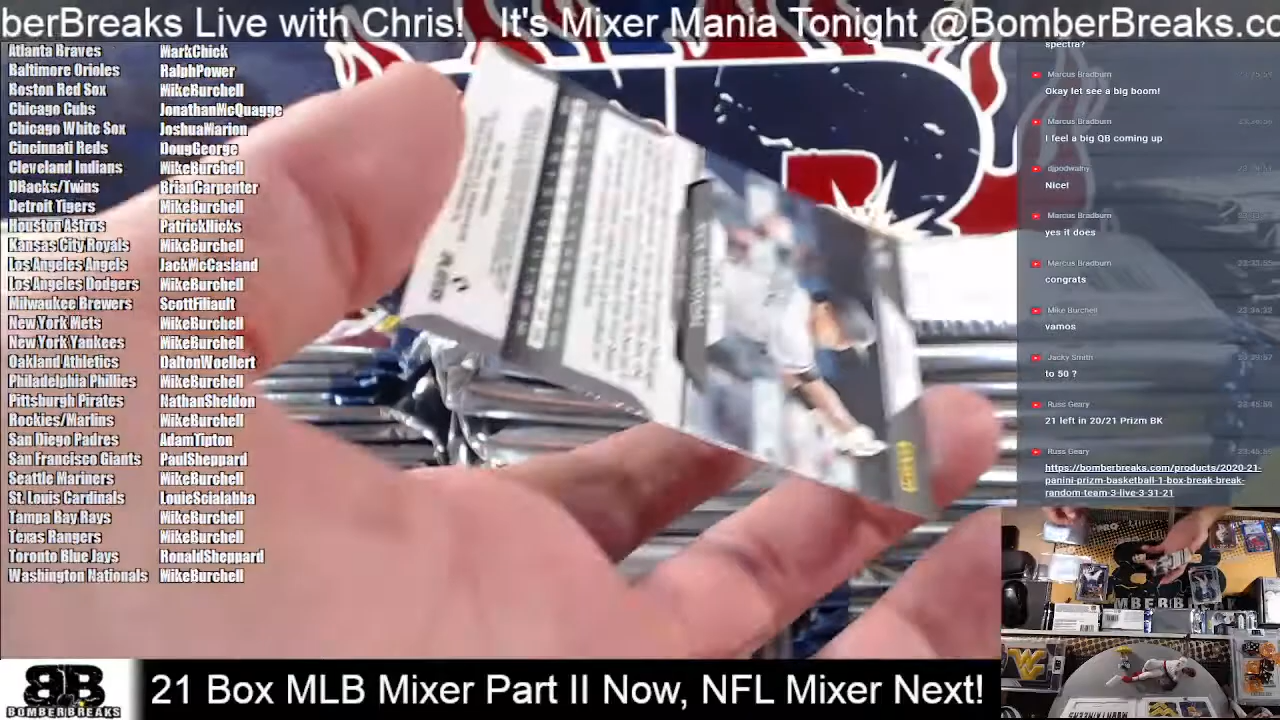 berBreaks Live with Chris! It's Mixer Mania Tonight @BomberBreaks.co
Atlanta Braves MarkChick
Baltimore Orioles RalphPower
Boston Red Sox MikeBurchell
Chicago Cubs JonathanMcQuagge
Chicago White Sox JoshuaMarion
Cincinnati Reds DougGeorge
Cleveland Indians MikeBurchell
DBacks/Twins BrianCarpenter
Detroit Tigers MikeBurchell
Houston Astros PatrickHicks
Kansas City Royals MikeBurchell
Los Angeles Angels JackMcCasland
Los Angeles Dodgers MikeBurchell
Milwaukee Brewers ScottFiliault
New York Mets MikeBurchell
New York Yankees MikeBurchell
Oakland Athletics DaltonWoellert
Philadelphia Phillies MikeBurchell
Pittsburgh Pirates NathanSheldon
Rockies/Marlins MikeBurchell
San Diego Padres AdamTipton
San Francisco Giants PaulSheppard
Seattle Mariners MikeBurchell
St. Louis Cardinals LouieScialabba
Tampa Bay Rays MikeBurchell
Texas Rangers MikeBurchell
Toronto Blue Jays RonaldSheppard
Washington Nationals MikeBurchell
spectra?
Marcus Bradburn
Okay let see a big boom!
Marcus Bradburn
I feel a big QB coming up
djpodwalny
Nice!
Marcus Bradburn
yes it does
Marcus Bradburn
congrats
Mike Burchell
vamos
Jacky Smith
to 50 ?
Russ Geary 23:45:56
21 left in 20/21 Prizm BK
Russ Geary
https://bomberbreaks.com/products/2020-21-
panini-prizm-basketball-1-box-break-break-
random-team-3-live-3-31-21
BOMBERBREAKS
21 Box MLB Mixer Part II Now, NFL Mixer Next!